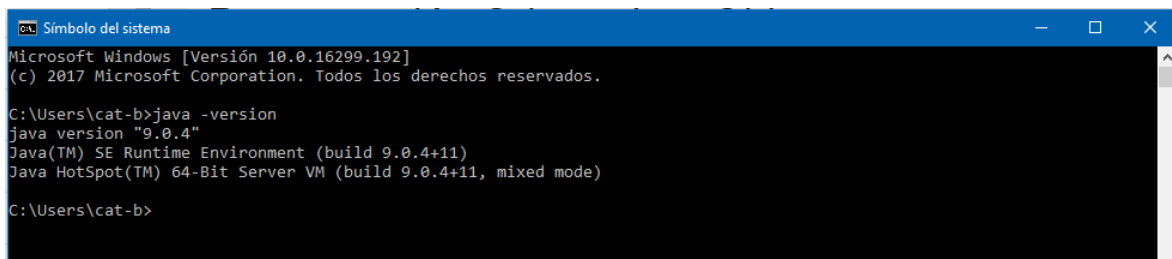 Símbolo del sistema
Microsoft Windows [Versión 10.0.16299.192]
(c) 2017 Microsoft Corporation. Todos los derechos reservados.
C:\Users\cat-b>java -version
java version "9.0.4"
Java(TM) SE Runtime Environment (build 9.0.4+11)
Java HotSpot(TM) 64-Bit Server VM (build 9.0.4+11, mixed mode)
C:\Users\cat-b>